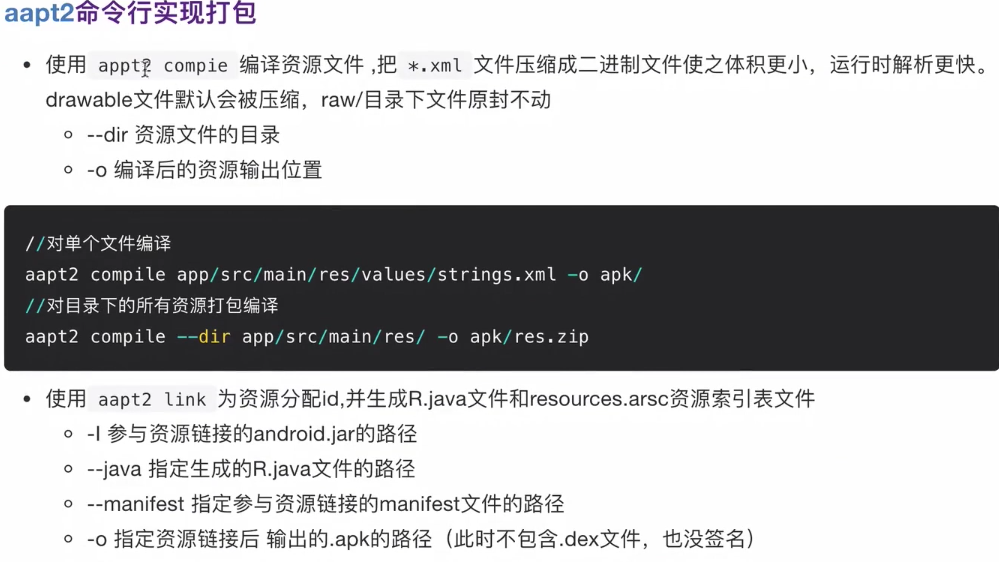 aapt2命令行实现打包
使用 appt2 compie 编译资源文件 ,把 *.xml 文件压缩成二进制文件使之体积更小，运行时解析更快。
drawable文件默认会被压缩，raw/目录下文件原封不动
--dir 资源文件的目录
-o 编译后的资源输出位置
//对单个文件编译
aapt2 compile app/src/main/res/values/strings.xml -o apk/
//对目录下的所有资源打包编译
aapt2 compile --dir app/src/main/res/ -o apk/res.zip
使用 aapt2 link 为资源分配id,并生成R.java文件和resources.arsc资源索引表文件
-I 参与资源链接的android.jar的路径
--java 指定生成的R.java文件的路径
--manifest 指定参与资源链接的manifest文件的路径
-o 指定资源链接后 输出的.apk的路径（此时不包含.dex文件，也没签名）